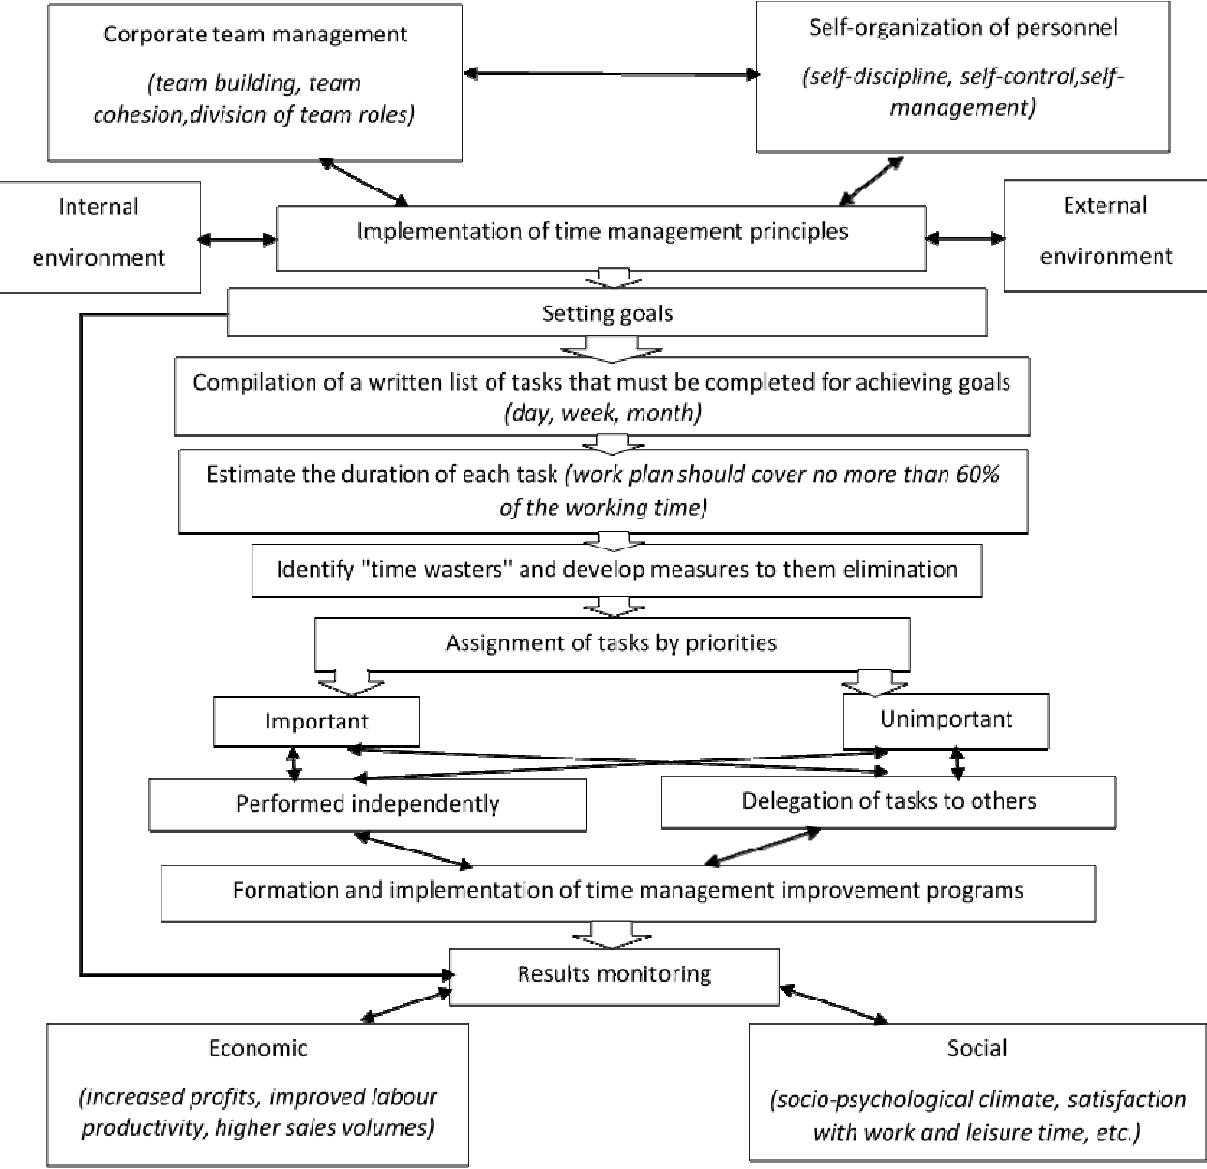 Corporate team management
(team building, team
cohesion,division of team roles)
Self-organization of personnel
(self-discipline, self-control,self-
management)
Internal
environment
Implementation of time management principles
External
environment
Setting goals
Compilation of a written list of tasks that must be completed for achieving goals
(day, week, month)
Estimate the duration of each task (work plan should cover no more than 60%
of the working time)
Identify "time wasters" and develop measures to them elimination
Assignment of tasks by priorities
Important
Unimportant
Performed independently
Delegation of tasks to others
Formation and implementation of time management improvement programs
Results monitoring
Economic
(increased profits, improved labour
productivity, higher sales volumes)
Social
(socio-psychological climate, satisfaction
with work and leisure time, etc.)